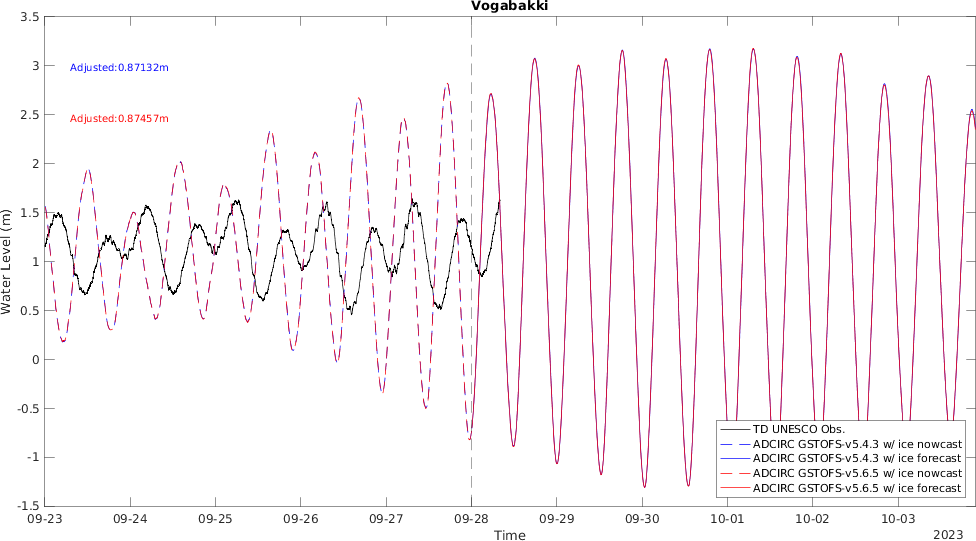 Vogabakki
3.5
3
2.5
2
1.5
1
0.5
0
-0.5
-1
-1.5
Water Level (m)
Adjusted:0.87132m
Adjusted:0.87457m
TD UNESCO Obs.
ADCIRC GSTOFS-v5.4.3 w/ ice nowcast
ADCIRC GSTOFS-v5.4.3 w/ ice forecast
ADCIRC GSTOFS-v5.6.5 w/ ice nowcast
ADCIRC GSTOFS-v5.6.5 w/ ice forecast
09-23 09-24 09-25 09-26 09-27 09-28 09-29 09-30 10-01 10-02 10-03
Time
2023